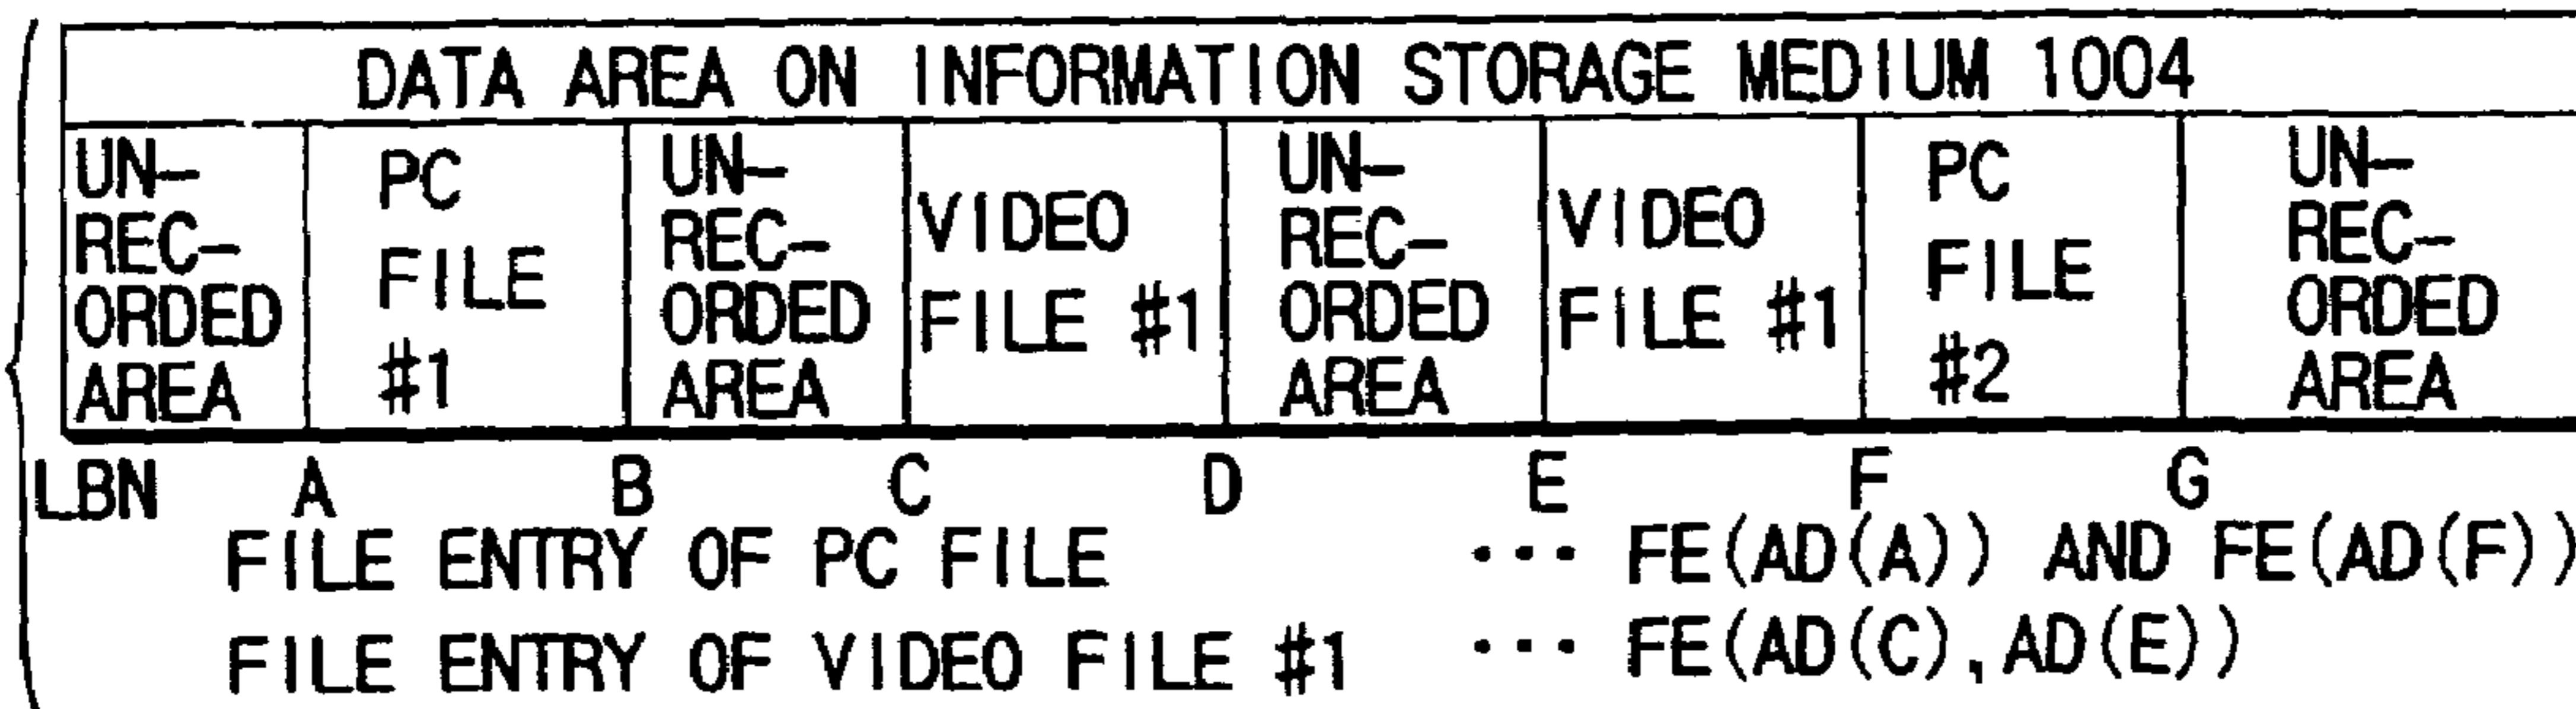 DATA AREA ON INFORMATION STORAGE MEDIUM 1004
UN-
REC-
ORDED
AREA
PC
FILE
#1
UN-
REC-
ORDED
AREA
VIDEO
FILE #1
UN-
REC-
ORDED
AREA
VIDEO
FILE #1
PC
FILE
#2
UN-
REC-
ORDED
AREA
LBN A B C D E F G
FILE ENTRY OF PC FILE ··· FE(AD(A)) AND FE(AD(F))
FILE ENTRY OF VIDEO FILE #1 ··· FE(AD(C),AD(E))